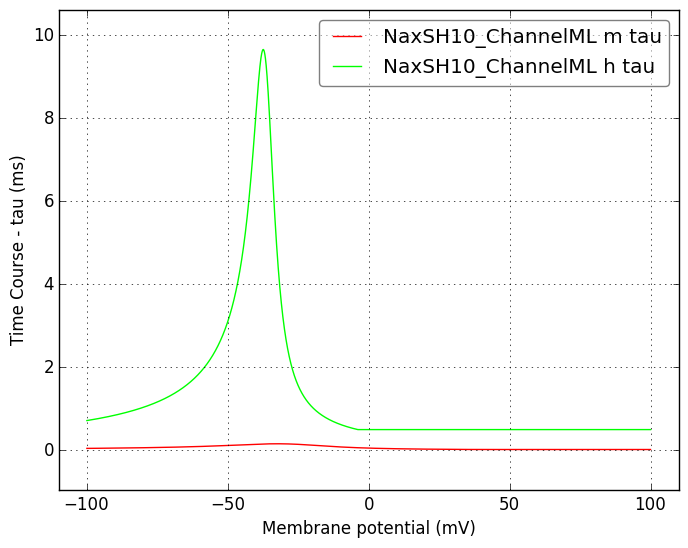 NaxSH10_ChannelML m tau
NaxSH10_ChannelML h tau
Time Course - tau (ms)
10
8
6
4
2
0
−100
−50
0
50
100
Membrane potential (mV)